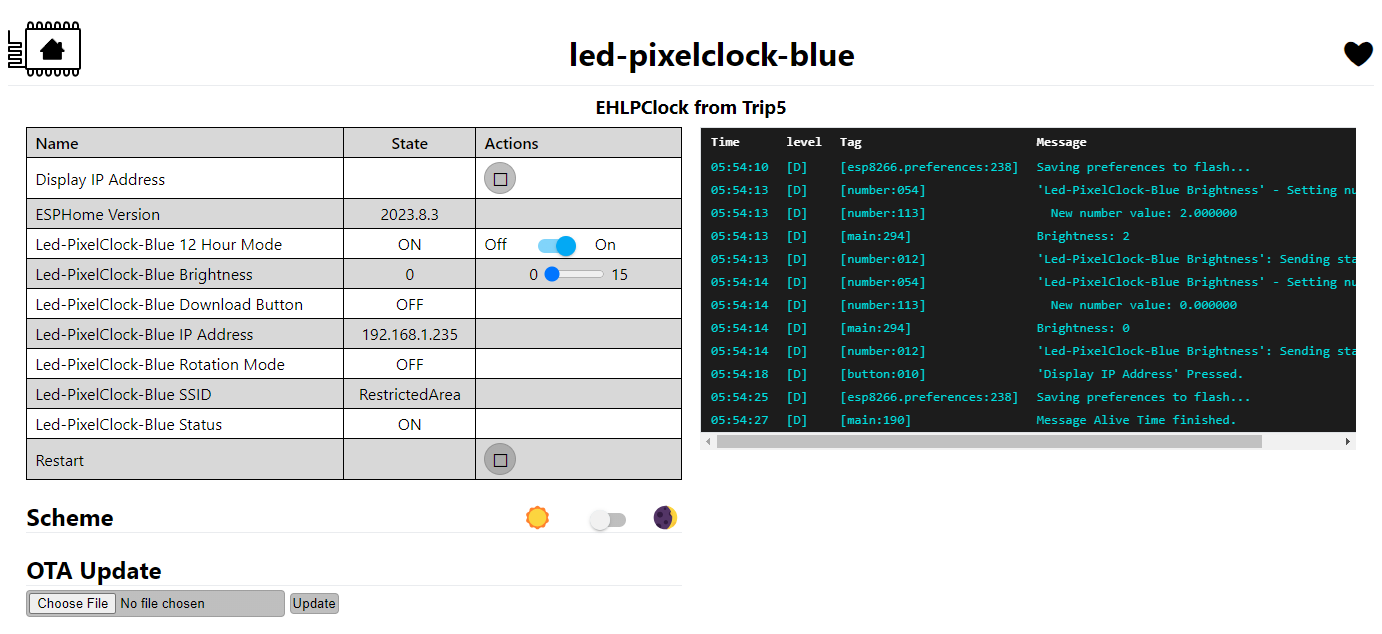 led-pixelclock-blue
EHLPClock from Trip5
Name State Actions
Display IP Address
ESPHome Version 2023.8.3
Led-PixelClock-Blue 12 Hour Mode ON Off On
Led-PixelClock-Blue Brightness 0 0 15
Led-PixelClock-Blue Download Button OFF
Led-PixelClock-Blue IP Address 192.168.1.235
Led-PixelClock-Blue Rotation Mode OFF
Led-PixelClock-Blue SSID RestrictedArea
Led-PixelClock-Blue Status ON
Restart
Scheme
OTA Update
Choose File No file chosen Update
Time level Tag Message
05:54:10 [D] [esp8266.preferences:238] Saving preferences to flash...
05:54:13 [D] [number:054] 'Led-PixelClock-Blue Brightness' - Setting nu
05:54:13 [D] [number:113] New number value: 2.000000
05:54:13 [D] [main:294] Brightness: 2
05:54:13 [D] [number:012] 'Led-PixelClock-Blue Brightness': Sending sta
05:54:14 [D] [number:054] 'Led-PixelClock-Blue Brightness' - Setting nu
05:54:14 [D] [number:113] New number value: 0.000000
05:54:14 [D] [main:294] Brightness: 0
05:54:14 [D] [number:012] 'Led-PixelClock-Blue Brightness': Sending sta
05:54:18 [D] [button:010] 'Display IP Address' Pressed.
05:54:25 [D] [esp8266.preferences:238] Saving preferences to flash...
05:54:27 [D] [main:190] Message Alive Time finished.